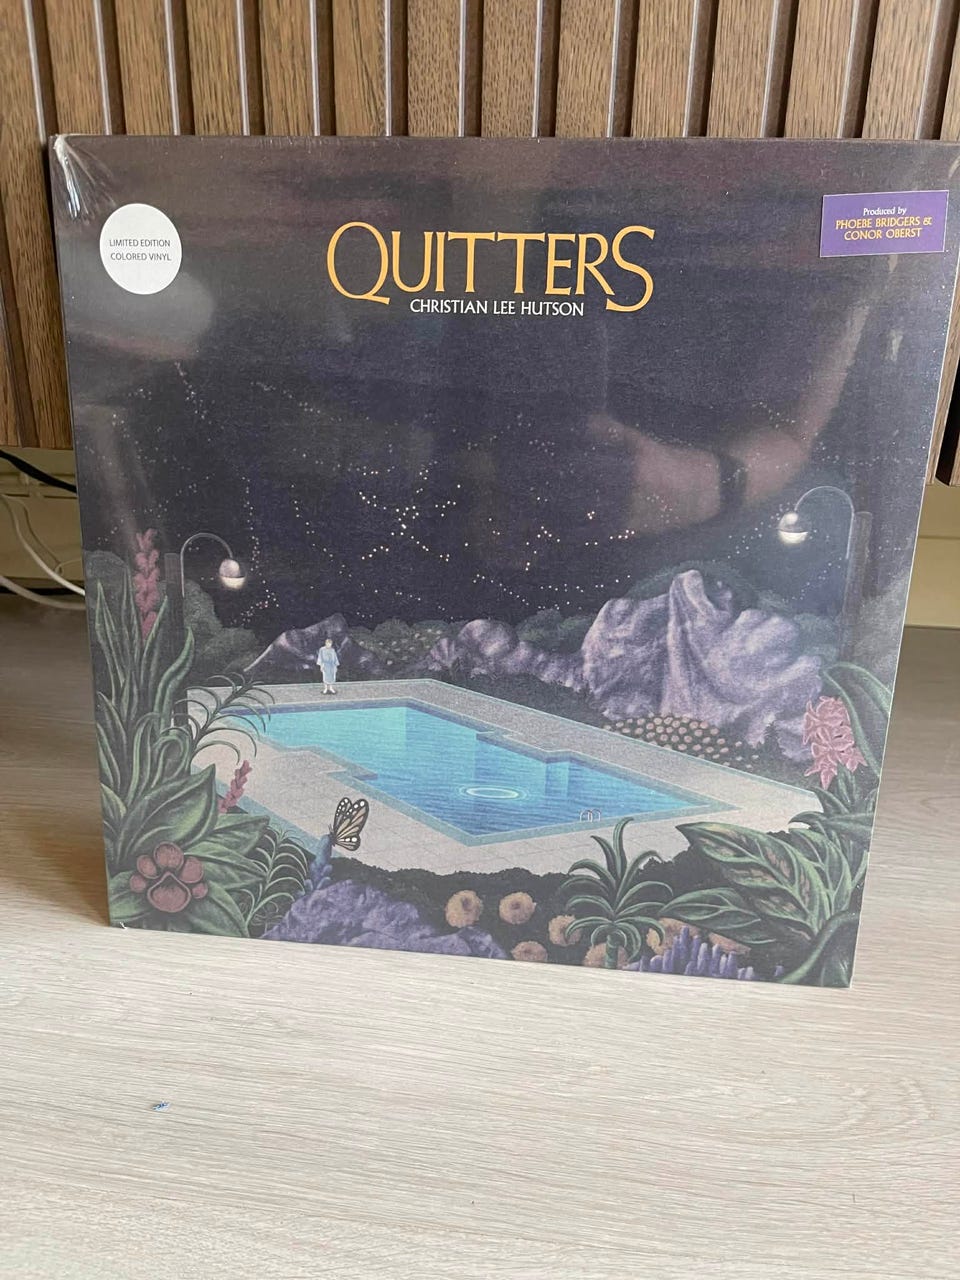 LIMITED EDITION
COLORED VINYL
QUITTERS
CHRISTIAN LEE HUTSON
Produced by
PHOEBE BRIDGERS &
CONOR OBERST